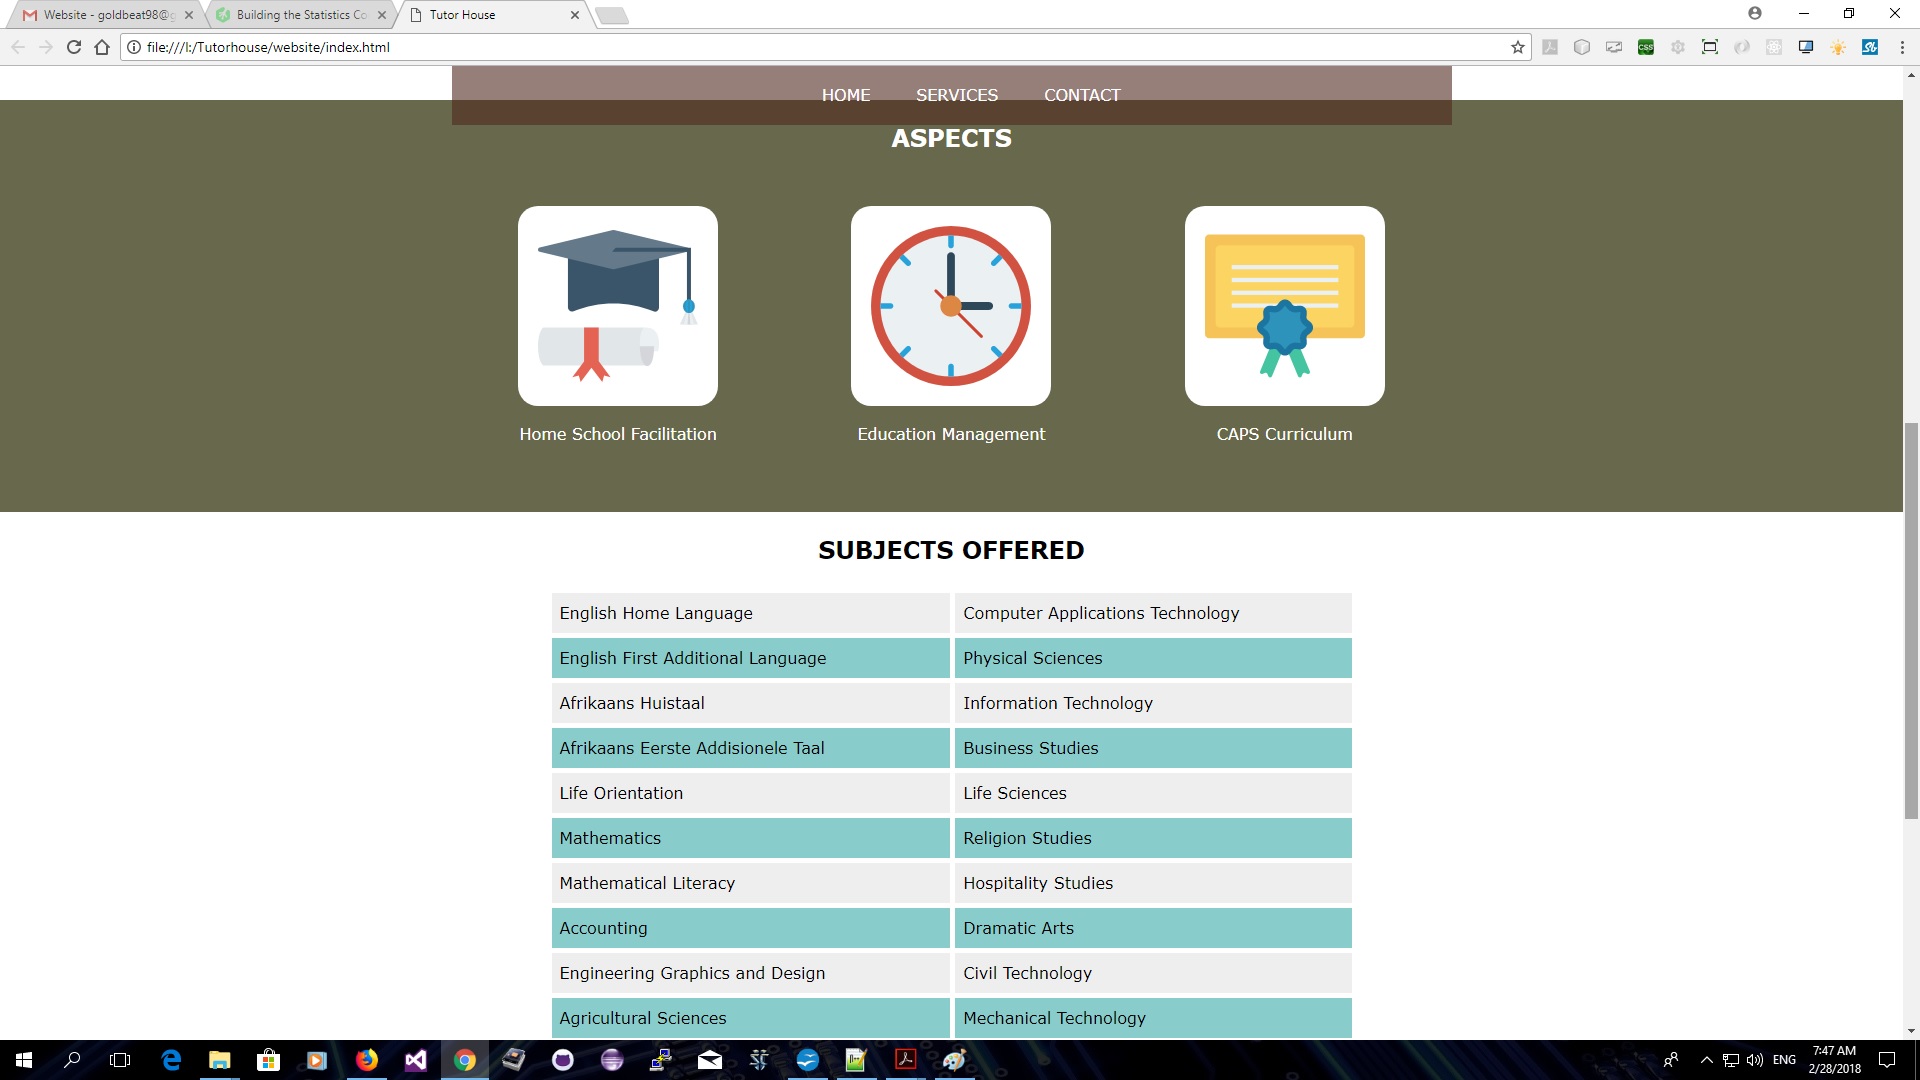 Website - goldbeat98@g
Building the Statistics Co
Tutor House
file:///I:/Tutorhouse/website/index.html
CSS
Sb
HOME SERVICES CONTACT
ASPECTS
Home School Facilitation
Education Management
CAPS Curriculum
SUBJECTS OFFERED
English Home Language
Computer Applications Technology
English First Additional Language
Physical Sciences
Afrikaans Huistaal
Information Technology
Afrikaans Eerste Addisionele Taal
Business Studies
Life Orientation
Life Sciences
Mathematics
Religion Studies
Mathematical Literacy
Hospitality Studies
Accounting
Dramatic Arts
Engineering Graphics and Design
Civil Technology
Agricultural Sciences
Mechanical Technology
ENG
7:47 AM
2/28/2018